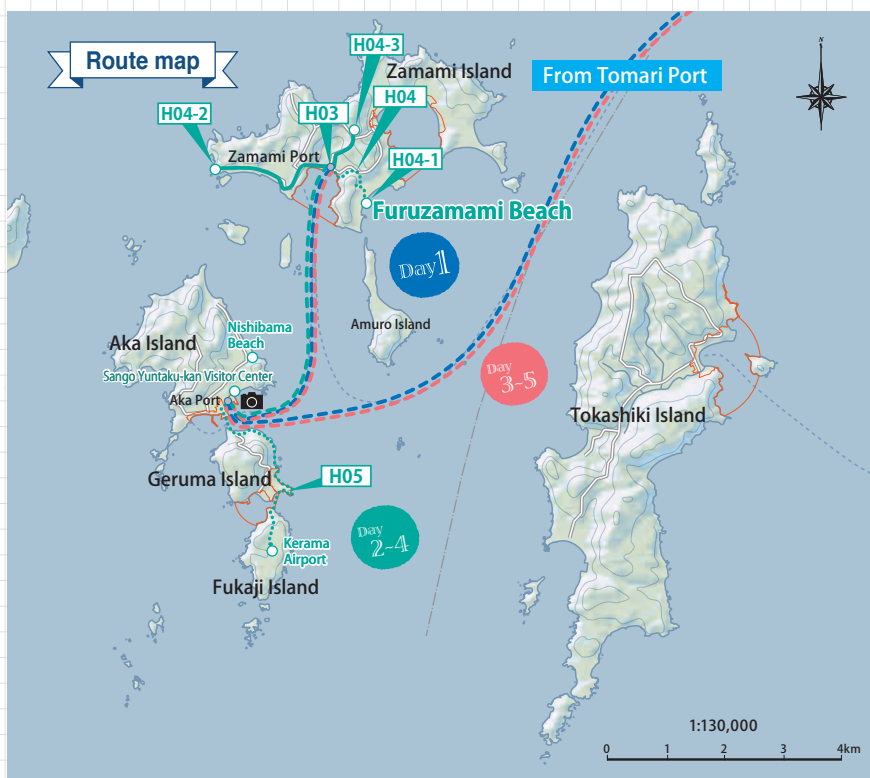 Route map
H04-3
Zamami Island
From Tomari Port
N
H04
H04-2
H03
Zamami Port
H04-1
Furuzamami Beach
Day 1
Amuro Island
Nishibama
Beach
Aka Island
Day
3~5
Sango Yuntaku-kan Visitor Center
Aka Port
Tokashiki Island
Geruma Island
H05
Day
2~4
Kerama
Airport
Fukaji Island
1:130,000
0 1 2 3 4km